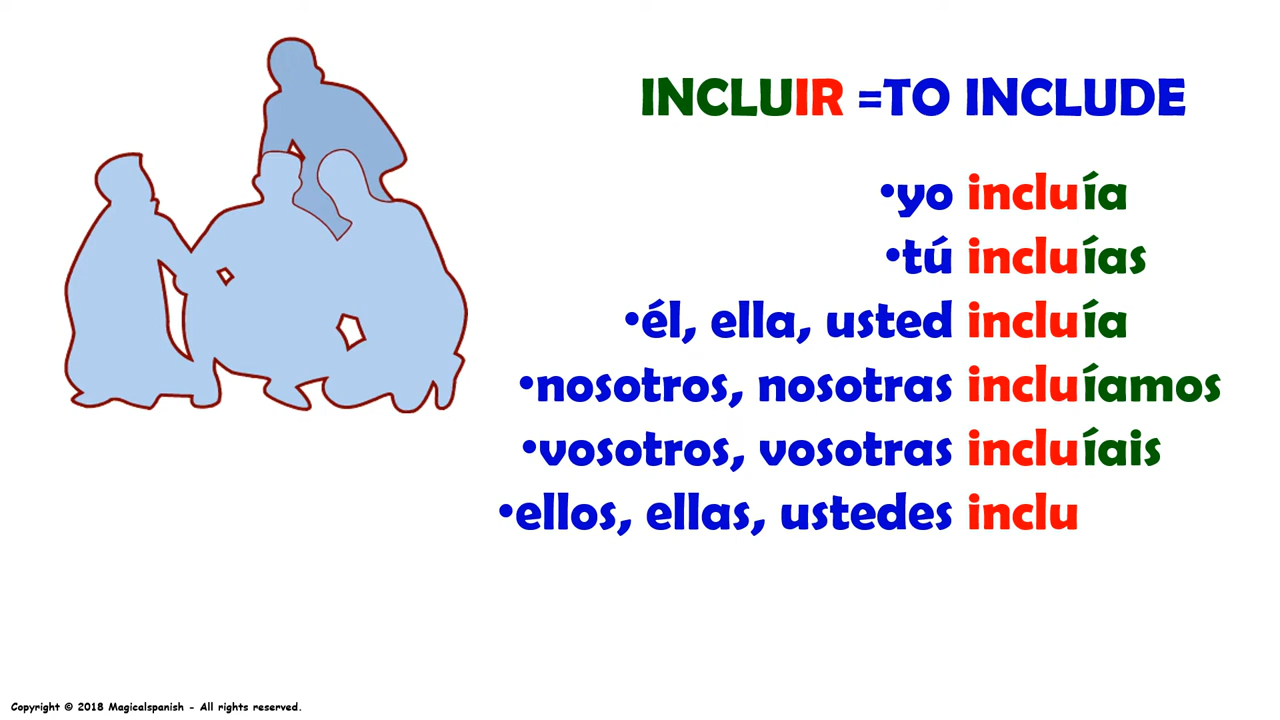 INCLUIR =TO INCLUDE
•yo incluía
•tú incluías
•él, ella, usted incluía
•nosotros, nosotras incluíamos
•vosotros, vosotras incluíais
•ellos, ellas, ustedes inclu
Copyright © 2018 Magicalspanish - All rights reserved.